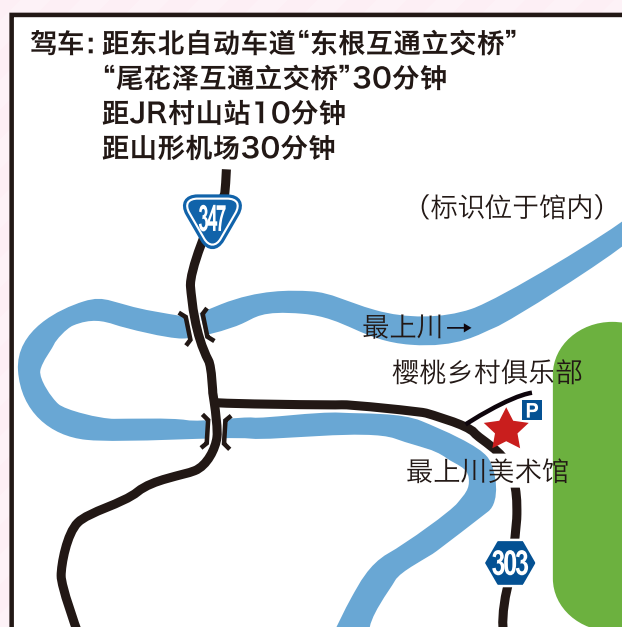 驾车: 距东北自动车道“东根互通立交桥”
“尾花泽互通立交桥”30分钟
距JR村山站10分钟
距山形机场30分钟
347
（标识位于馆内）
最上川→
樱桃乡村俱乐部
P
最上川美术馆
303